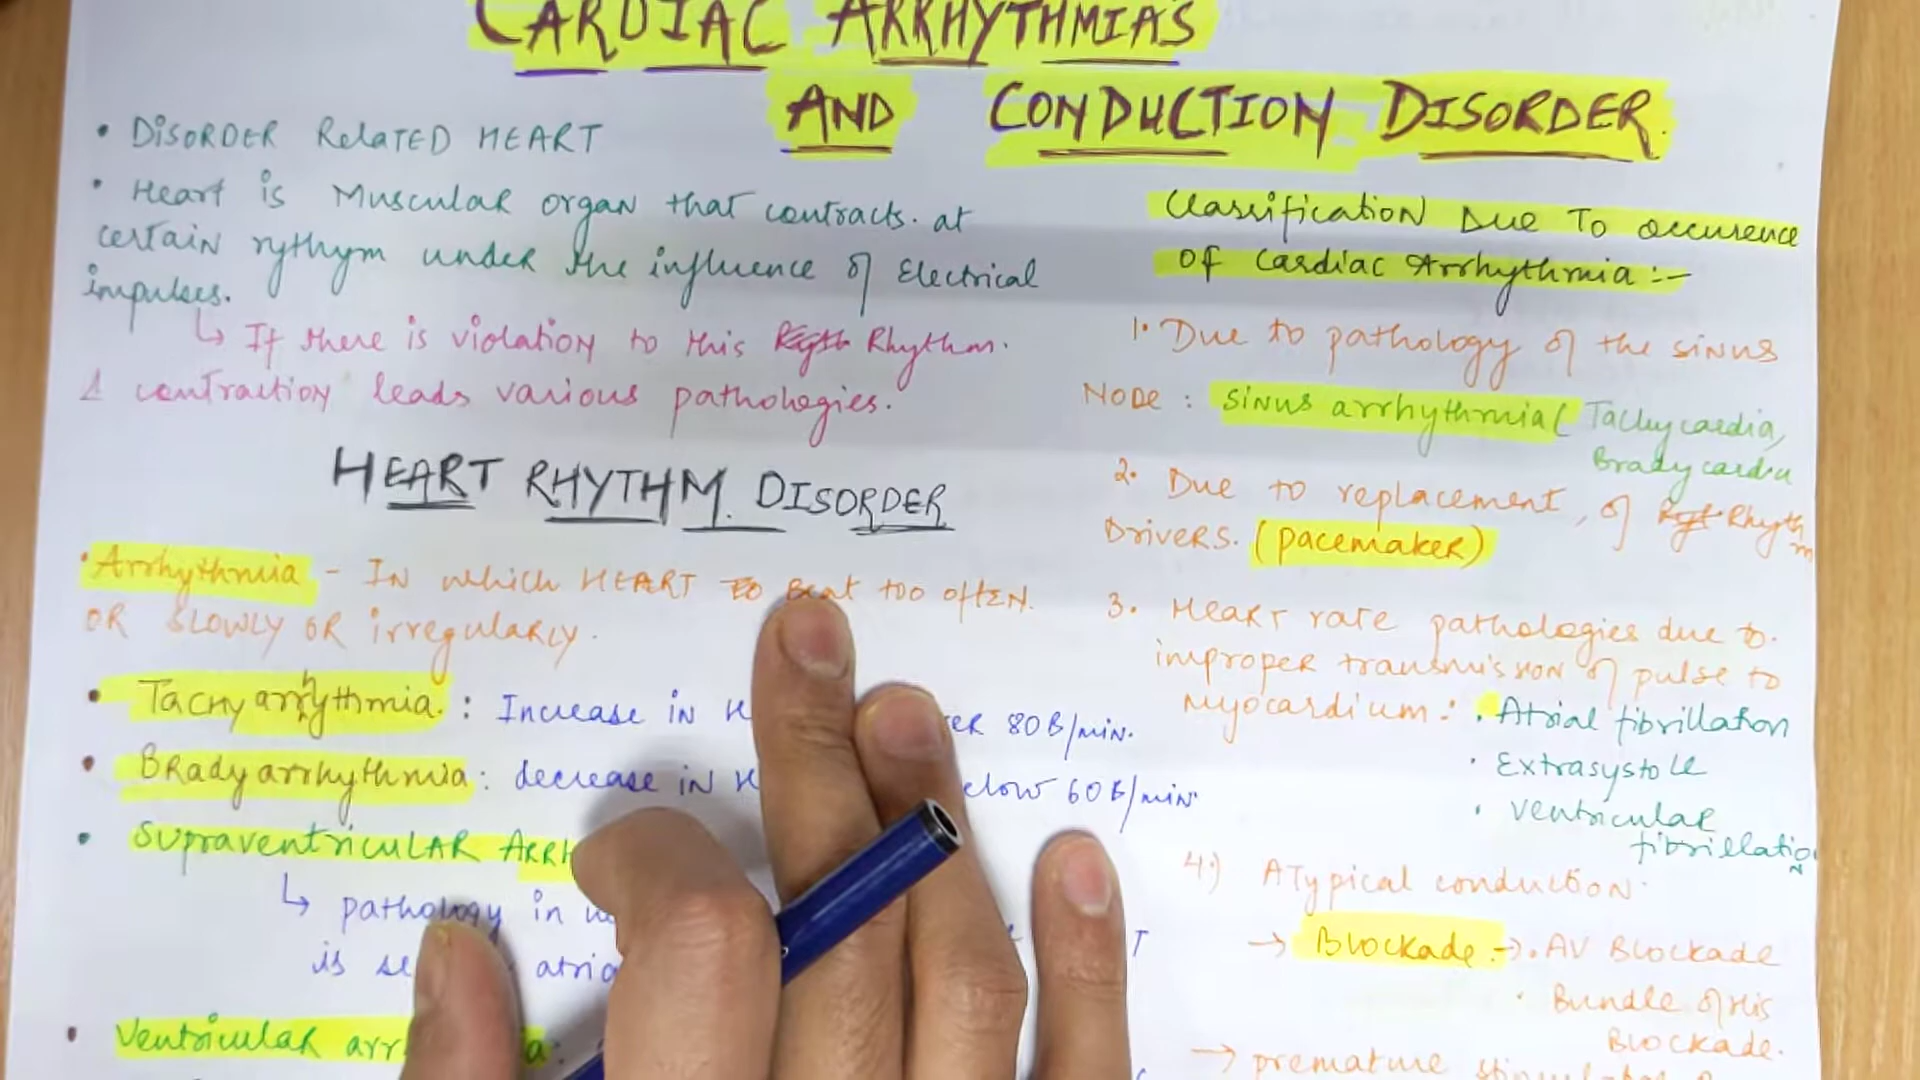 CARDIAC ARRHYTHMIAS
AND CONDUCTION DISORDER.
• DISORDER RELATED HEART
• Heart is Muscular organ that contracts. at
certain rythym under the influence of Electrical
impulses.
↳ If there is violation to this Rhythm.
& contraction leads various pathologies.
HEART RHYTHM DISORDER
• Arrhythmia - IN which HEART Beat too oftEN.
OR SLOWLY OR irregularly.
• Tachyarrhythmia. : Increase in 80B/min.
• Bradyarrhythmia : decrease in 60B/min.
• Supraventricular
↳ pathology in
is
• Ventricular
Classification Due To occurence
of Cardiac Arrhythmia :-
1. Due to pathology of the sinus
Node : sinus arrhythmia ( Tachycardia,
Bradycardia
2. Due to replacement, of Rhythm
Drivers. (pacemaker)
3. Heart rate pathologies due to.
improper transmission of pulse to
Myocardium :- • Atrial fibrillation
• Extrasystole
• ventricular
fibrillation
4.) ATypical conduction.
→ Blockade. → • AV Blockade
• Bundle of His
Blockade.
→ premature